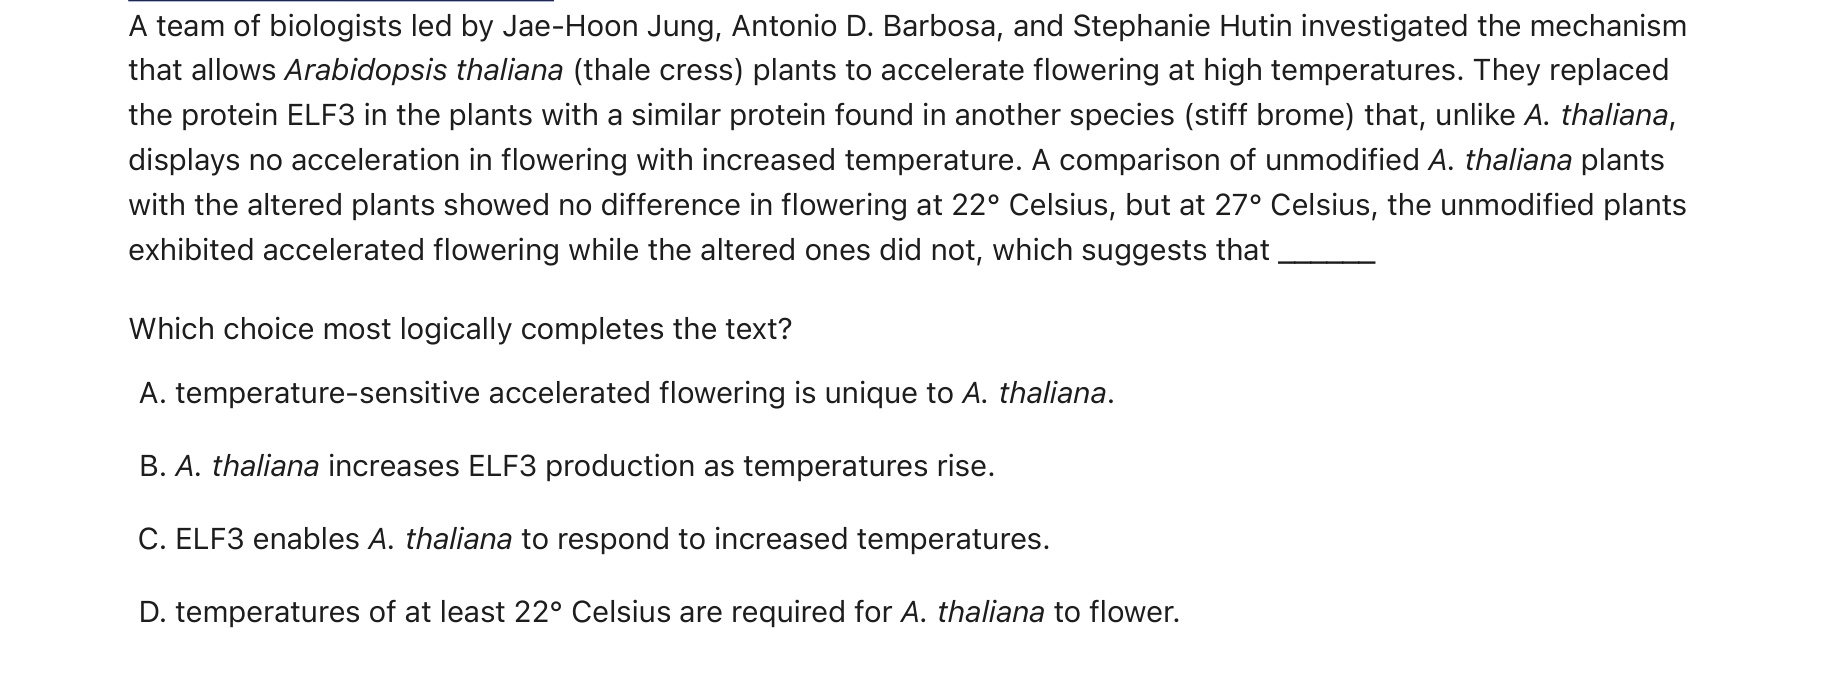 A team of biologists led by Jae-Hoon Jung, Antonio D. Barbosa, and Stephanie Hutin investigated the mechanism
that allows Arabidopsis thaliana (thale cress) plants to accelerate flowering at high temperatures. They replaced
the protein ELF3 in the plants with a similar protein found in another species (stiff brome) that, unlike A. thaliana,
displays no acceleration in flowering with increased temperature. A comparison of unmodified A. thaliana plants
with the altered plants showed no difference in flowering at 22° Celsius, but at 27° Celsius, the unmodified plants
exhibited accelerated flowering while the altered ones did not, which suggests that ______
Which choice most logically completes the text?
A. temperature-sensitive accelerated flowering is unique to A. thaliana.
B. A. thaliana increases ELF3 production as temperatures rise.
C. ELF3 enables A. thaliana to respond to increased temperatures.
D. temperatures of at least 22° Celsius are required for A. thaliana to flower.